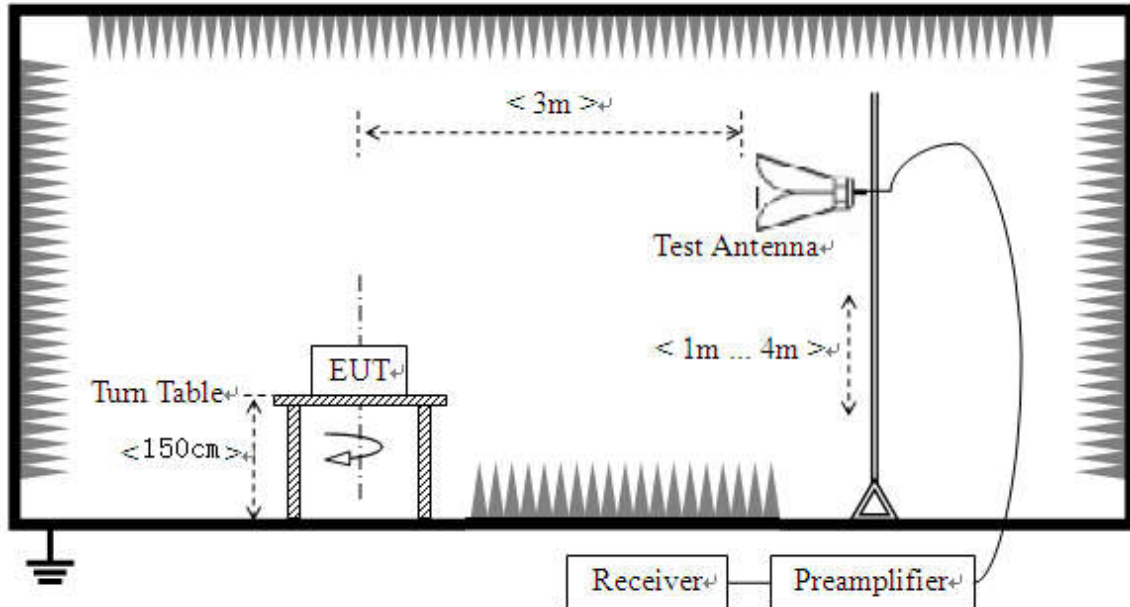 < 3m >↵
Test Antenna↵
< 1m ... 4m >↵
EUT↵
Turn Table↵
<150cm>↵
Receiver↵
Preamplifier↵